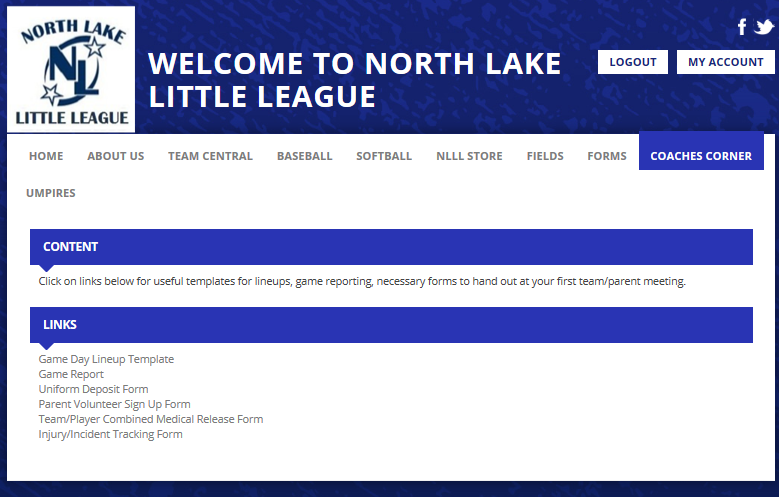 NORTH LAKE
NL
LITTLE LEAGUE
WELCOME TO NORTH LAKE
LITTLE LEAGUE
LOGOUT MY ACCOUNT
HOME ABOUT US TEAM CENTRAL BASEBALL SOFTBALL NLLL STORE FIELDS FORMS COACHES CORNER
UMPIRES
CONTENT
Click on links below for useful templates for lineups, game reporting, necessary forms to hand out at your first team/parent meeting.
LINKS
Game Day Lineup Template
Game Report
Uniform Deposit Form
Parent Volunteer Sign Up Form
Team/Player Combined Medical Release Form
Injury/Incident Tracking Form